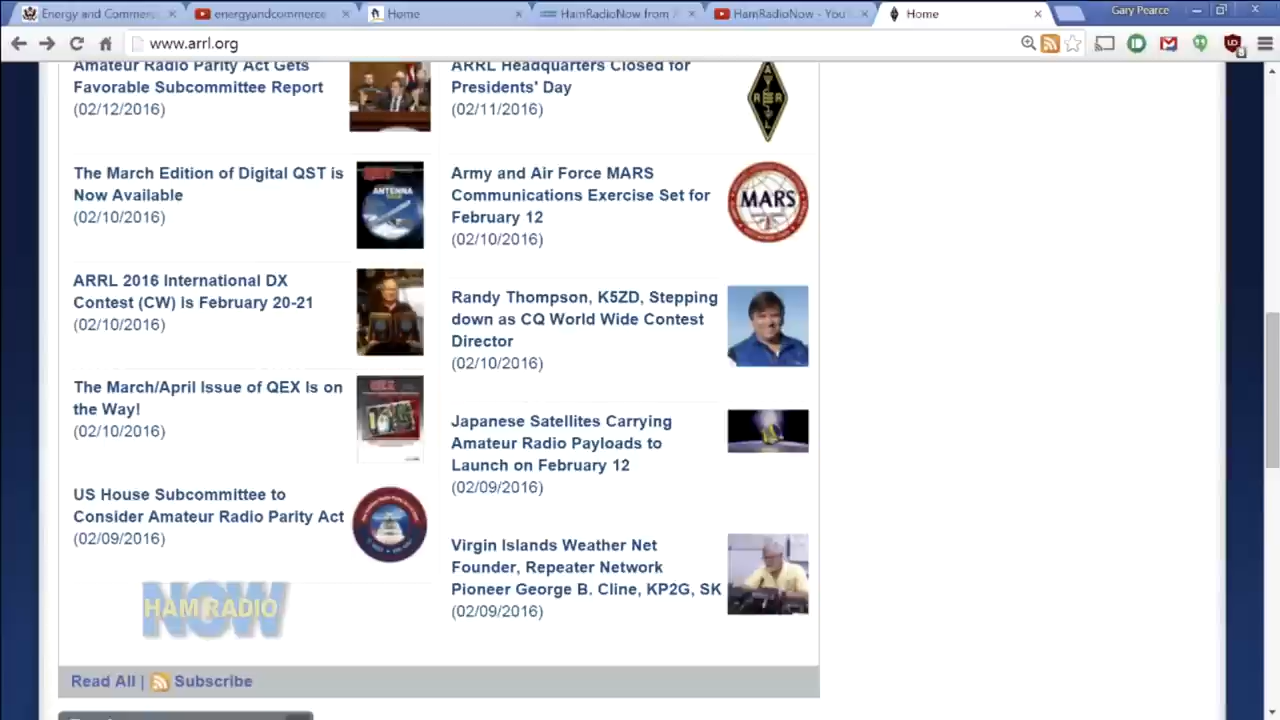 Energy and Commer
energyandcommerce
Home
HamRadioNow from
HamRadioNow - You
Home
Gary Pearce
www.arrl.org
Amateur Radio Parity Act Gets
Favorable Subcommittee Report
(02/12/2016)
The March Edition of Digital QST is
Now Available
(02/10/2016)
ANTENNA
ARRL 2016 International DX
Contest (CW) is February 20-21
(02/10/2016)
The March/April Issue of QEX Is on
the Way!
(02/10/2016)
QEX
US House Subcommittee to
Consider Amateur Radio Parity Act
(02/09/2016)
HAM RADIO
NOW
ARRL Headquarters Closed for
Presidents' Day
(02/11/2016)
A
R R
L
Army and Air Force MARS
Communications Exercise Set for
February 12
(02/10/2016)
MARS
Randy Thompson, K5ZD, Stepping
down as CQ World Wide Contest
Director
(02/10/2016)
Japanese Satellites Carrying
Amateur Radio Payloads to
Launch on February 12
(02/09/2016)
Virgin Islands Weather Net
Founder, Repeater Network
Pioneer George B. Cline, KP2G, SK
(02/09/2016)
Read All | Subscribe